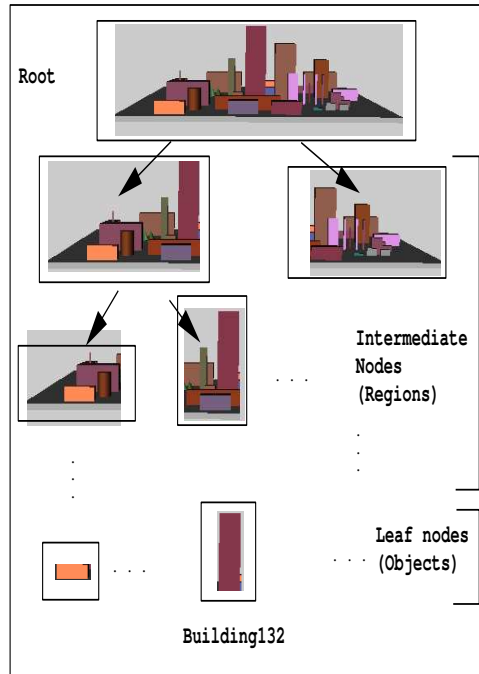 Root
Intermediate
Nodes
(Regions)
Leaf nodes
(Objects)
Building132